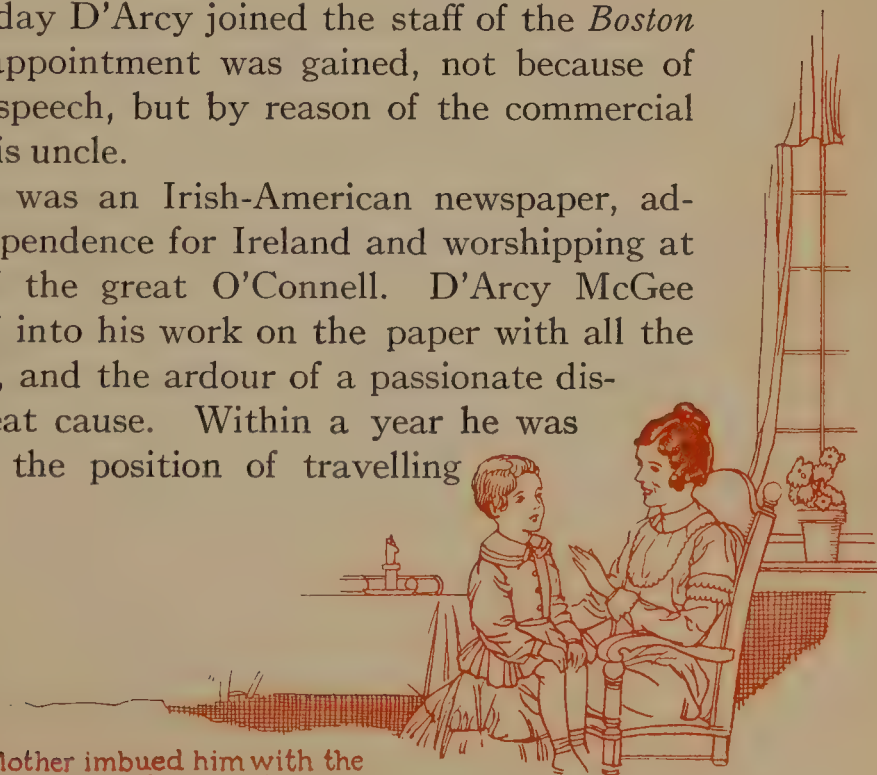 day D'Arcy joined the staff of the Boston
appointment was gained, not because of
speech, but by reason of the commercial
is uncle.
was an Irish-American newspaper, ad-
pendence for Ireland and worshipping at
the great O'Connell. D'Arcy McGee
into his work on the paper with all the
, and the ardour of a passionate dis-
eat cause. Within a year he was
the position of travelling
Mother imbued him with the